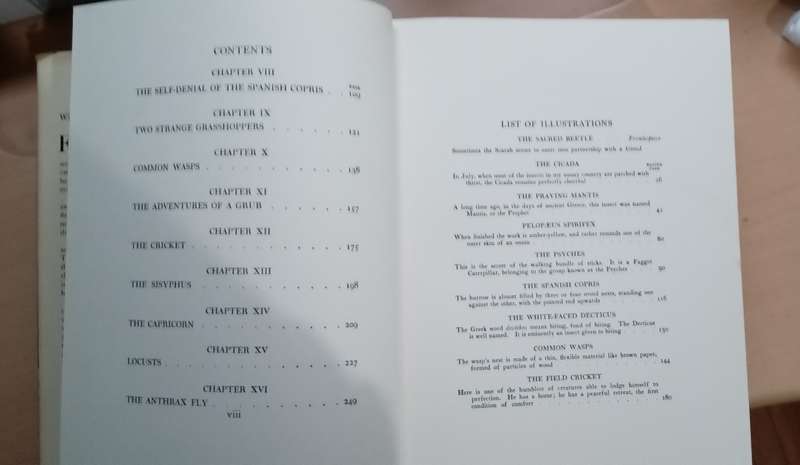 CONTENTS
CHAPTER VIII
PAGE
THE SELF-DENIAL OF THE SPANISH COPRIS . . 103
CHAPTER IX
TWO STRANGE GRASSHOPPERS . . . . . . 121
CHAPTER X
COMMON WASPS . . . . . . . . . . 138
CHAPTER XI
THE ADVENTURES OF A GRUB . . . . . . 157
CHAPTER XII
THE CRICKET . . . . . . . . . . . 175
CHAPTER XIII
THE SISYPHUS . . . . . . . . . . . 198
CHAPTER XIV
THE CAPRICORN . . . . . . . . . . 209
CHAPTER XV
LOCUSTS . . . . . . . . . . . . . 227
CHAPTER XVI
THE ANTHRAX FLY . . . . . . . . . . 249
viii
LIST OF ILLUSTRATIONS
THE SACRED BEETLE Frontispiece
Sometimes the Scarab seems to enter into partnership with a friend
THE CICADA FACING PAGE
In July, when most of the insects in my sunny country are parched with
thirst, the Cicada remains perfectly cheerful
THE PRAYING MANTIS
A long time ago, in the days of ancient Greece, this insect was named
Mantis, or the Prophet 42
PELOPÆUS SPIRIFEX
When finished the work is amber-yellow, and rather reminds one of the
outer skin of an onion
THE PSYCHES
This is the secret of the walking bundle of sticks. It is a Faggot
Caterpillar, belonging to the group known as the Psyches 90
THE SPANISH COPRIS
The burrow is almost filled by three or four ovoid nests, standing one
against the other, with the pointed end upwards 116
THE WHITE-FACED DECTICUS
The Greek word dectikos means biting, fond of biting. The Decticus
is well named. It is eminently an insect given to biting 132
COMMON WASPS
The wasp's nest is made of a thin, flexible material like brown paper,
formed of particles of wood 144
THE FIELD CRICKET
Here is one of the humblest of creatures able to lodge himself to
perfection. He has a home; he has a peaceful retreat, the first
condition of comfort 180